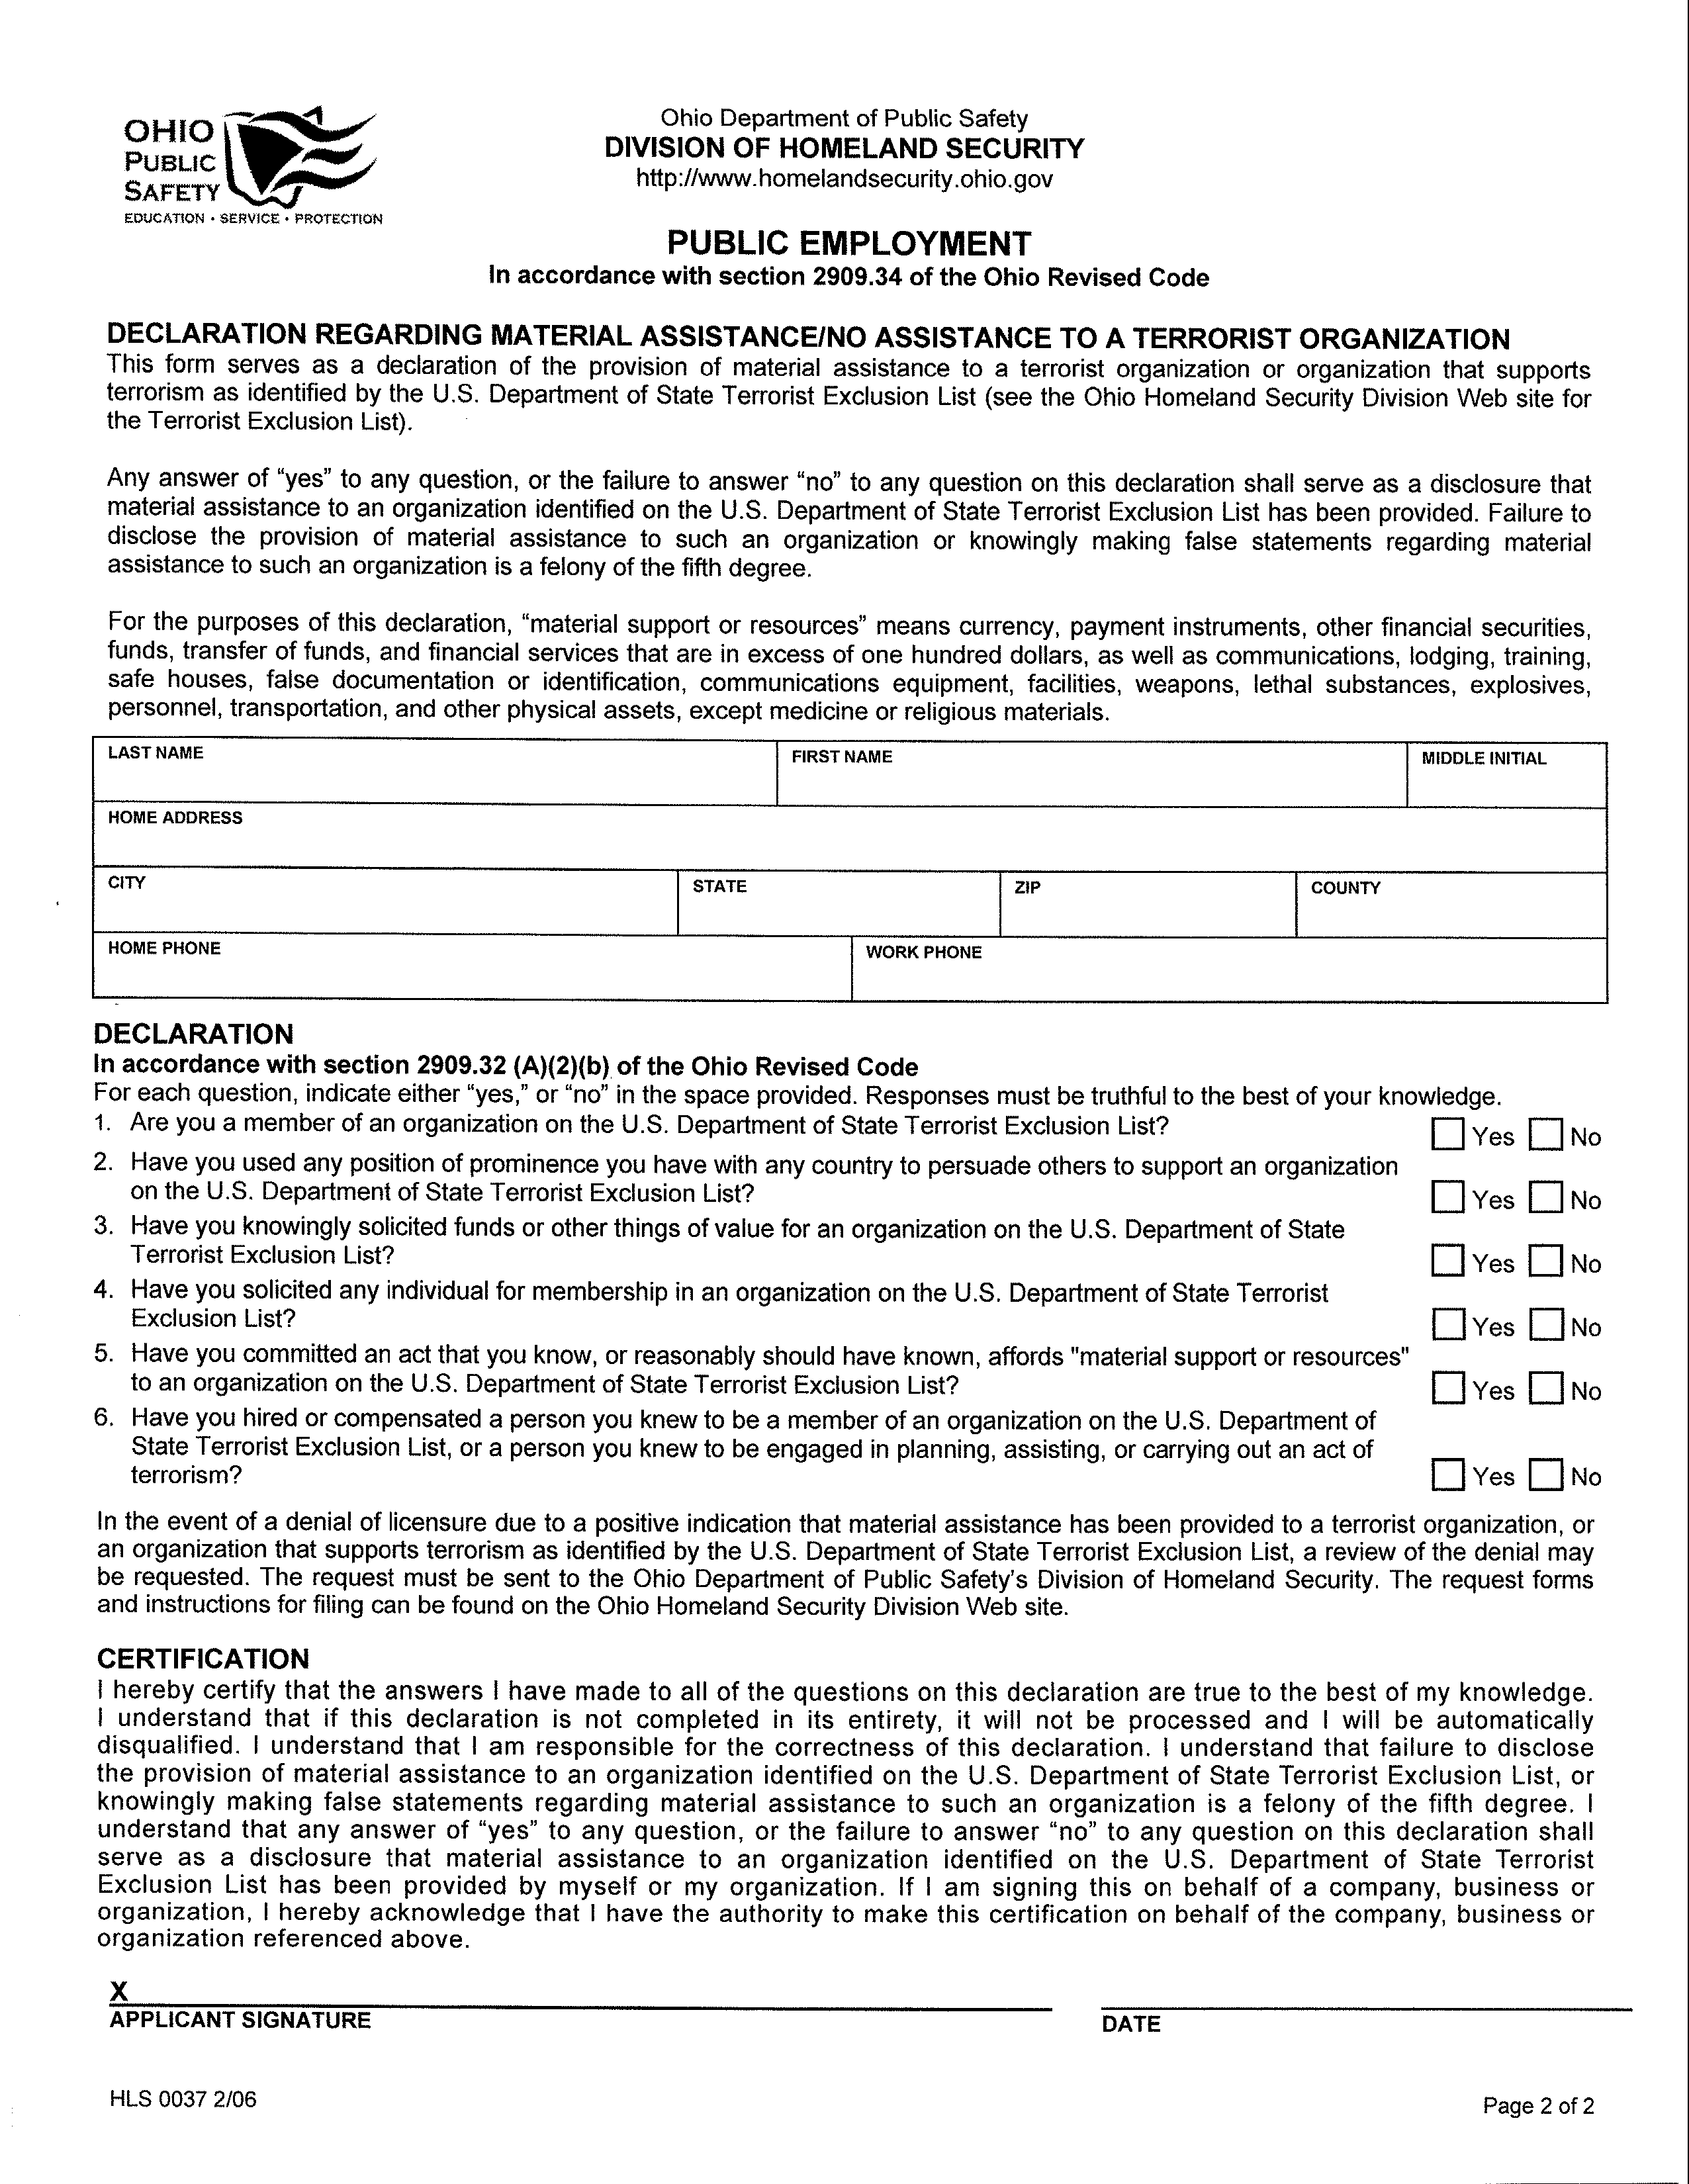 OHIO
PUBLIC
SAFETY
EDUCATION • SERVICE • PROTECTION
Ohio Department of Public Safety
DIVISION OF HOMELAND SECURITY
http://www.homelandsecurity.ohio.gov
PUBLIC EMPLOYMENT
In accordance with section 2909.34 of the Ohio Revised Code
DECLARATION REGARDING MATERIAL ASSISTANCE/NO ASSISTANCE TO A TERRORIST ORGANIZATION
This form serves as a declaration of the provision of material assistance to a terrorist organization or organization that supports
terrorism as identified by the U.S. Department of State Terrorist Exclusion List (see the Ohio Homeland Security Division Web site for
the Terrorist Exclusion List).
Any answer of “yes” to any question, or the failure to answer “no” to any question on this declaration shall serve as a disclosure that
material assistance to an organization identified on the U.S. Department of State Terrorist Exclusion List has been provided. Failure to
disclose the provision of material assistance to such an organization or knowingly making false statements regarding material
assistance to such an organization is a felony of the fifth degree.
For the purposes of this declaration, “material support or resources” means currency, payment instruments, other financial securities,
funds, transfer of funds, and financial services that are in excess of one hundred dollars, as well as communications, lodging, training,
safe houses, false documentation or identification, communications equipment, facilities, weapons, lethal substances, explosives,
personnel, transportation, and other physical assets, except medicine or religious materials.
LAST NAME FIRST NAME MIDDLE INITIAL
HOME ADDRESS
CITY STATE ZIP COUNTY
HOME PHONE WORK PHONE
DECLARATION
In accordance with section 2909.32 (A)(2)(b) of the Ohio Revised Code
For each question, indicate either “yes,” or “no” in the space provided. Responses must be truthful to the best of your knowledge.
1. Are you a member of an organization on the U.S. Department of State Terrorist Exclusion List? Yes No
2. Have you used any position of prominence you have with any country to persuade others to support an organization
on the U.S. Department of State Terrorist Exclusion List? Yes No
3. Have you knowingly solicited funds or other things of value for an organization on the U.S. Department of State
Terrorist Exclusion List? Yes No
4. Have you solicited any individual for membership in an organization on the U.S. Department of State Terrorist
Exclusion List? Yes No
5. Have you committed an act that you know, or reasonably should have known, affords "material support or resources"
to an organization on the U.S. Department of State Terrorist Exclusion List? Yes No
6. Have you hired or compensated a person you knew to be a member of an organization on the U.S. Department of
State Terrorist Exclusion List, or a person you knew to be engaged in planning, assisting, or carrying out an act of
terrorism? Yes No
In the event of a denial of licensure due to a positive indication that material assistance has been provided to a terrorist organization, or
an organization that supports terrorism as identified by the U.S. Department of State Terrorist Exclusion List, a review of the denial may
be requested. The request must be sent to the Ohio Department of Public Safety’s Division of Homeland Security. The request forms
and instructions for filing can be found on the Ohio Homeland Security Division Web site.
CERTIFICATION
I hereby certify that the answers I have made to all of the questions on this declaration are true to the best of my knowledge.
I understand that if this declaration is not completed in its entirety, it will not be processed and I will be automatically
disqualified. I understand that I am responsible for the correctness of this declaration. I understand that failure to disclose
the provision of material assistance to an organization identified on the U.S. Department of State Terrorist Exclusion List, or
knowingly making false statements regarding material assistance to such an organization is a felony of the fifth degree. I
understand that any answer of “yes” to any question, or the failure to answer “no” to any question on this declaration shall
serve as a disclosure that material assistance to an organization identified on the U.S. Department of State Terrorist
Exclusion List has been provided by myself or my organization. If I am signing this on behalf of a company, business or
organization, I hereby acknowledge that I have the authority to make this certification on behalf of the company, business or
organization referenced above.
X
APPLICANT SIGNATURE DATE
HLS 0037 2/06 Page 2 of 2